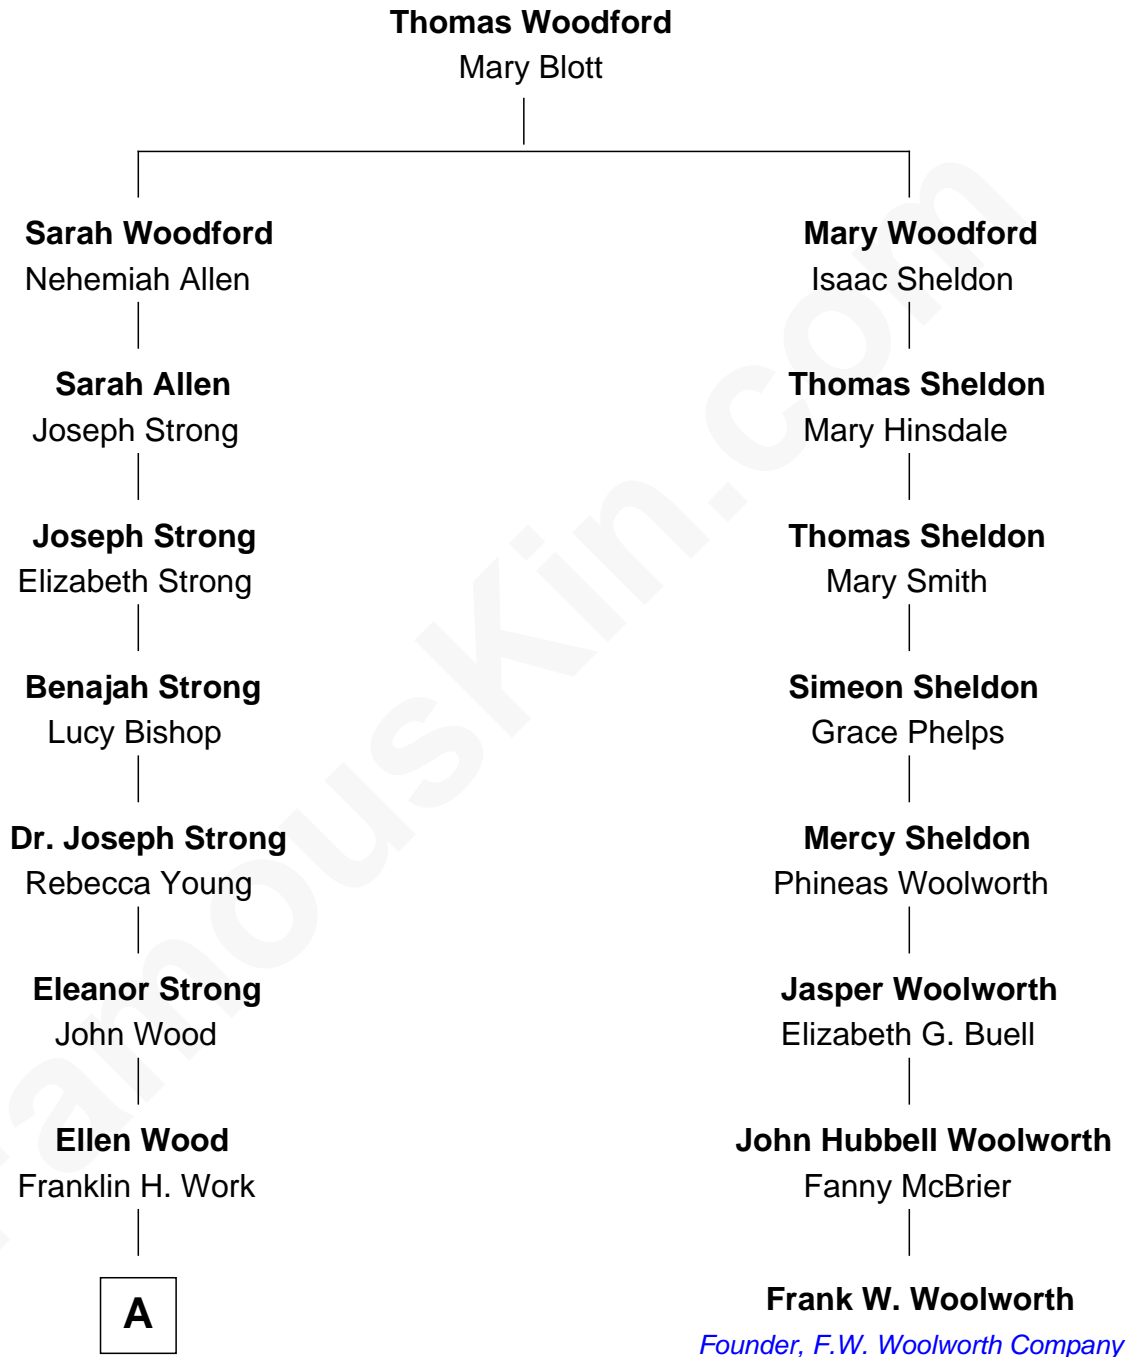 Thomas Woodford
Mary Blott
Sarah Woodford
Nehemiah Allen
Mary Woodford
Isaac Sheldon
Sarah Allen
Joseph Strong
Thomas Sheldon
Mary Hinsdale
Joseph Strong
Elizabeth Strong
Thomas Sheldon
Mary Smith
Benajah Strong
Lucy Bishop
Simeon Sheldon
Grace Phelps
Dr. Joseph Strong
Rebecca Young
Mercy Sheldon
Phineas Woolworth
Eleanor Strong
John Wood
Jasper Woolworth
Elizabeth G. Buell
Ellen Wood
Franklin H. Work
John Hubbell Woolworth
Fanny McBrier
A
Frank W. Woolworth
Founder, F.W. Woolworth Company
FamousKin.com